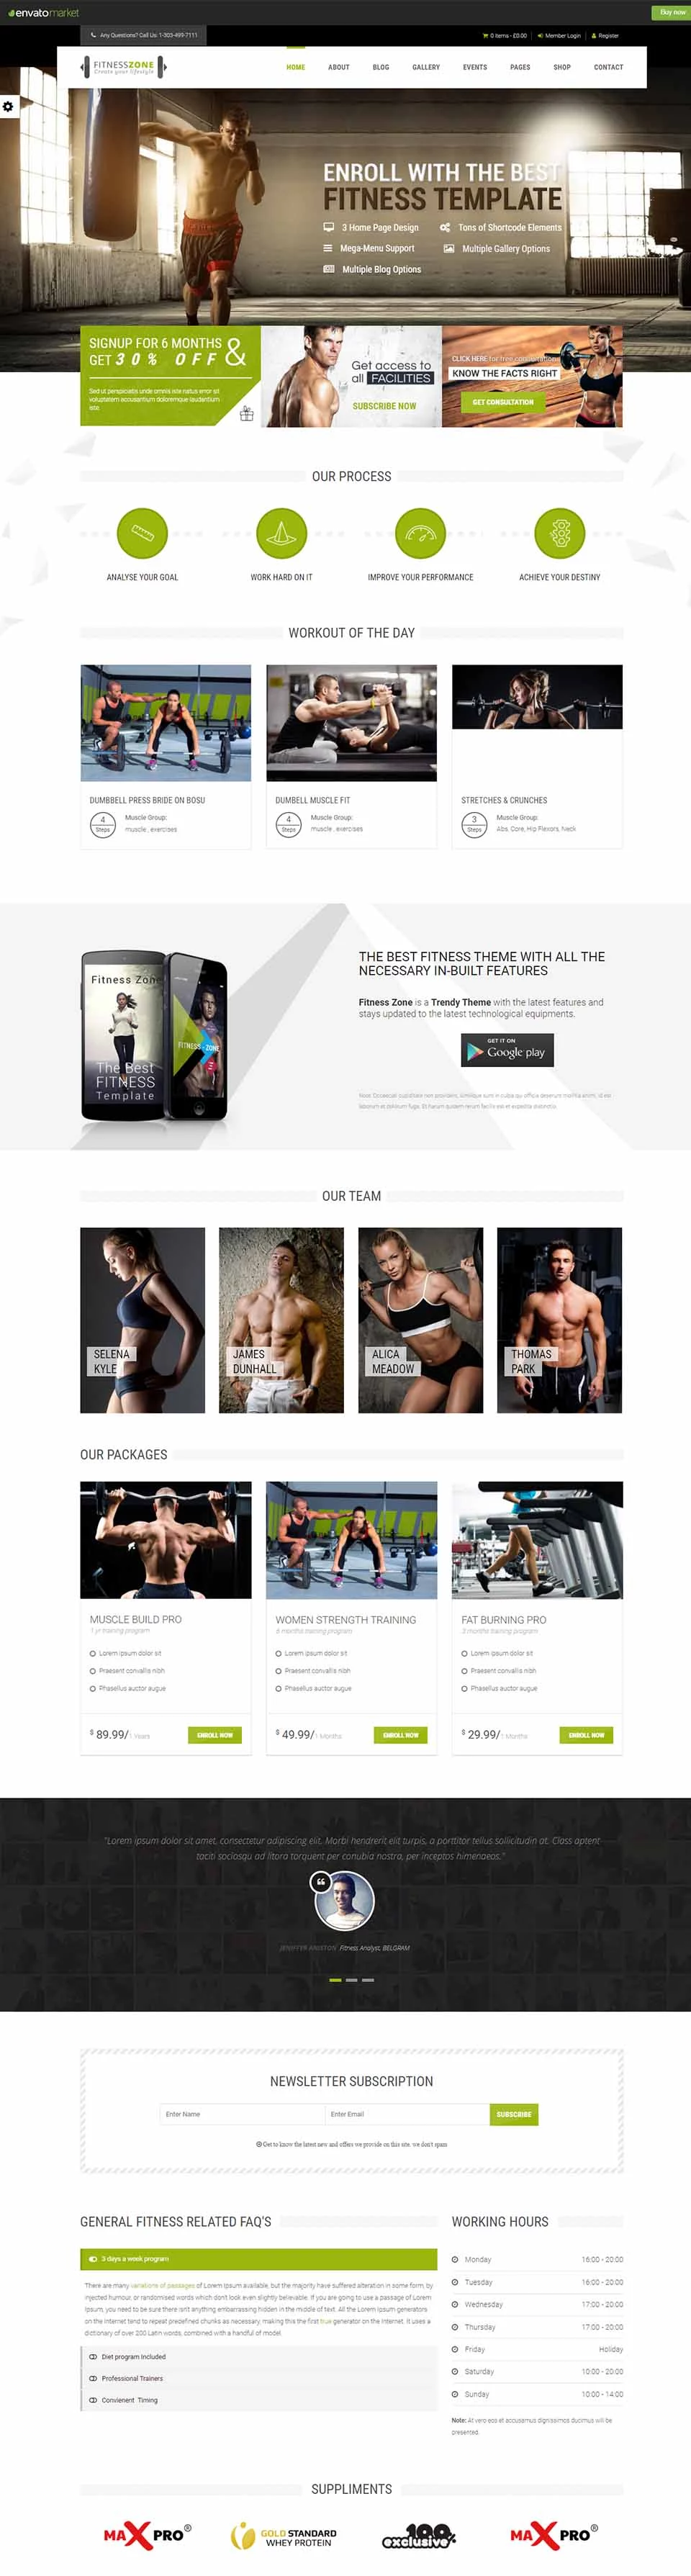 envatomarket
Buy now
Any Questions? Call Us: 1-303-499-7111
0 items - £0.00
Member Login
Register
FITNESSZONE
Create your lifestyle
HOME
ABOUT
BLOG
GALLERY
EVENTS
PAGES
SHOP
CONTACT
ENROLL WITH THE BEST
FITNESS TEMPLATE
3 Home Page Design
Tons of Shortcode Elements
Mega-Menu Support
Multiple Gallery Options
Multiple Blog Options
SIGNUP FOR 6 MONTHS &
GET 30% OFF
Sed ut perspiciatis unde omnis iste natus error sit
voluptatem accusantium doloremque laudantium
iste.
Get access to
all FACILITIES
SUBSCRIBE NOW
CLICK HERE for free consultation
KNOW THE FACTS RIGHT
GET CONSULTATION
OUR PROCESS
ANALYSE YOUR GOAL
WORK HARD ON IT
IMPROVE YOUR PERFORMANCE
ACHIEVE YOUR DESTINY
WORKOUT OF THE DAY
DUMBBELL PRESS BRIDE ON BOSU
4
Steps
Muscle Group:
muscle , exercises
DUMBELL MUSCLE FIT
4
Steps
Muscle Group:
muscle , exercises
STRETCHES & CRUNCHES
3
Steps
Muscle Group:
Abs, Core, Hip Flexors, Neck
Fitness Zone
The Best
FITNESS
Template
FITNESS - ZONE
THE BEST FITNESS THEME WITH ALL THE
NECESSARY IN-BUILT FEATURES
Fitness Zone is a Trendy Theme with the latest features and
stays updated to the latest technological equipments.
GET IT ON
Google play
OUR TEAM
SELENA
KYLE
JAMES
DUNHALL
ALICA
MEADOW
THOMAS
PARK
OUR PACKAGES
MUSCLE BUILD PRO
1 yr training program
Lorem ipsum dolor sit
Praesent convallis nibh
Phasellus auctor augue
$ 89.99/ 1 Years
ENROLL NOW
WOMEN STRENGTH TRAINING
6 months training program
Lorem ipsum dolor sit
Praesent convallis nibh
Phasellus auctor augue
$ 49.99/ 1 Months
ENROLL NOW
FAT BURNING PRO
3 months training program
Lorem ipsum dolor sit
Praesent convallis nibh
Phasellus auctor augue
$ 29.99/ 1 Months
ENROLL NOW
"Lorem ipsum dolor sit amet, consectetur adipiscing elit. Morbi hendrerit elit turpis, a porttitor tellus sollicitudin at. Class aptent
taciti sociosqu ad litora torquent per conubia nostra, per inceptos himenaeos."
JENNIFER ANISTON Fitness Analyst, BELGRAM
NEWSLETTER SUBSCRIPTION
Enter Name
Enter Email
SUBSCRIBE
Get to know the latest new and offers we provide on this site. we don't spam
GENERAL FITNESS RELATED FAQ'S
3 days a week program
There are many variations of passages of Lorem Ipsum available, but the majority have suffered alteration in some form, by
injected humour, or randomised words which don't look even slightly believable. If you are going to use a passage of Lorem
Ipsum, you need to be sure there isn't anything embarrassing hidden in the middle of text. All the Lorem Ipsum generators
on the Internet tend to repeat predefined chunks as necessary, making this the first true generator on the Internet. It uses a
dictionary of over 200 Latin words, combined with a handful of model
Diet program Included
Professional Trainers
Convienent Timing
WORKING HOURS
Monday 16:00 - 20:00
Tuesday 16:00 - 20:00
Wednesday 17:00 - 20:00
Thursday 17:00 - 20:00
Friday Holiday
Saturday 10:00 - 20:00
Sunday 10:00 - 14:00
Note: At vero eos et accusamus dignissimos ducimus will be
presented.
SUPPLIMENTS
MAXPRO®
GOLD STANDARD
WHEY PROTEIN
100%
exclusive
MAXPRO®